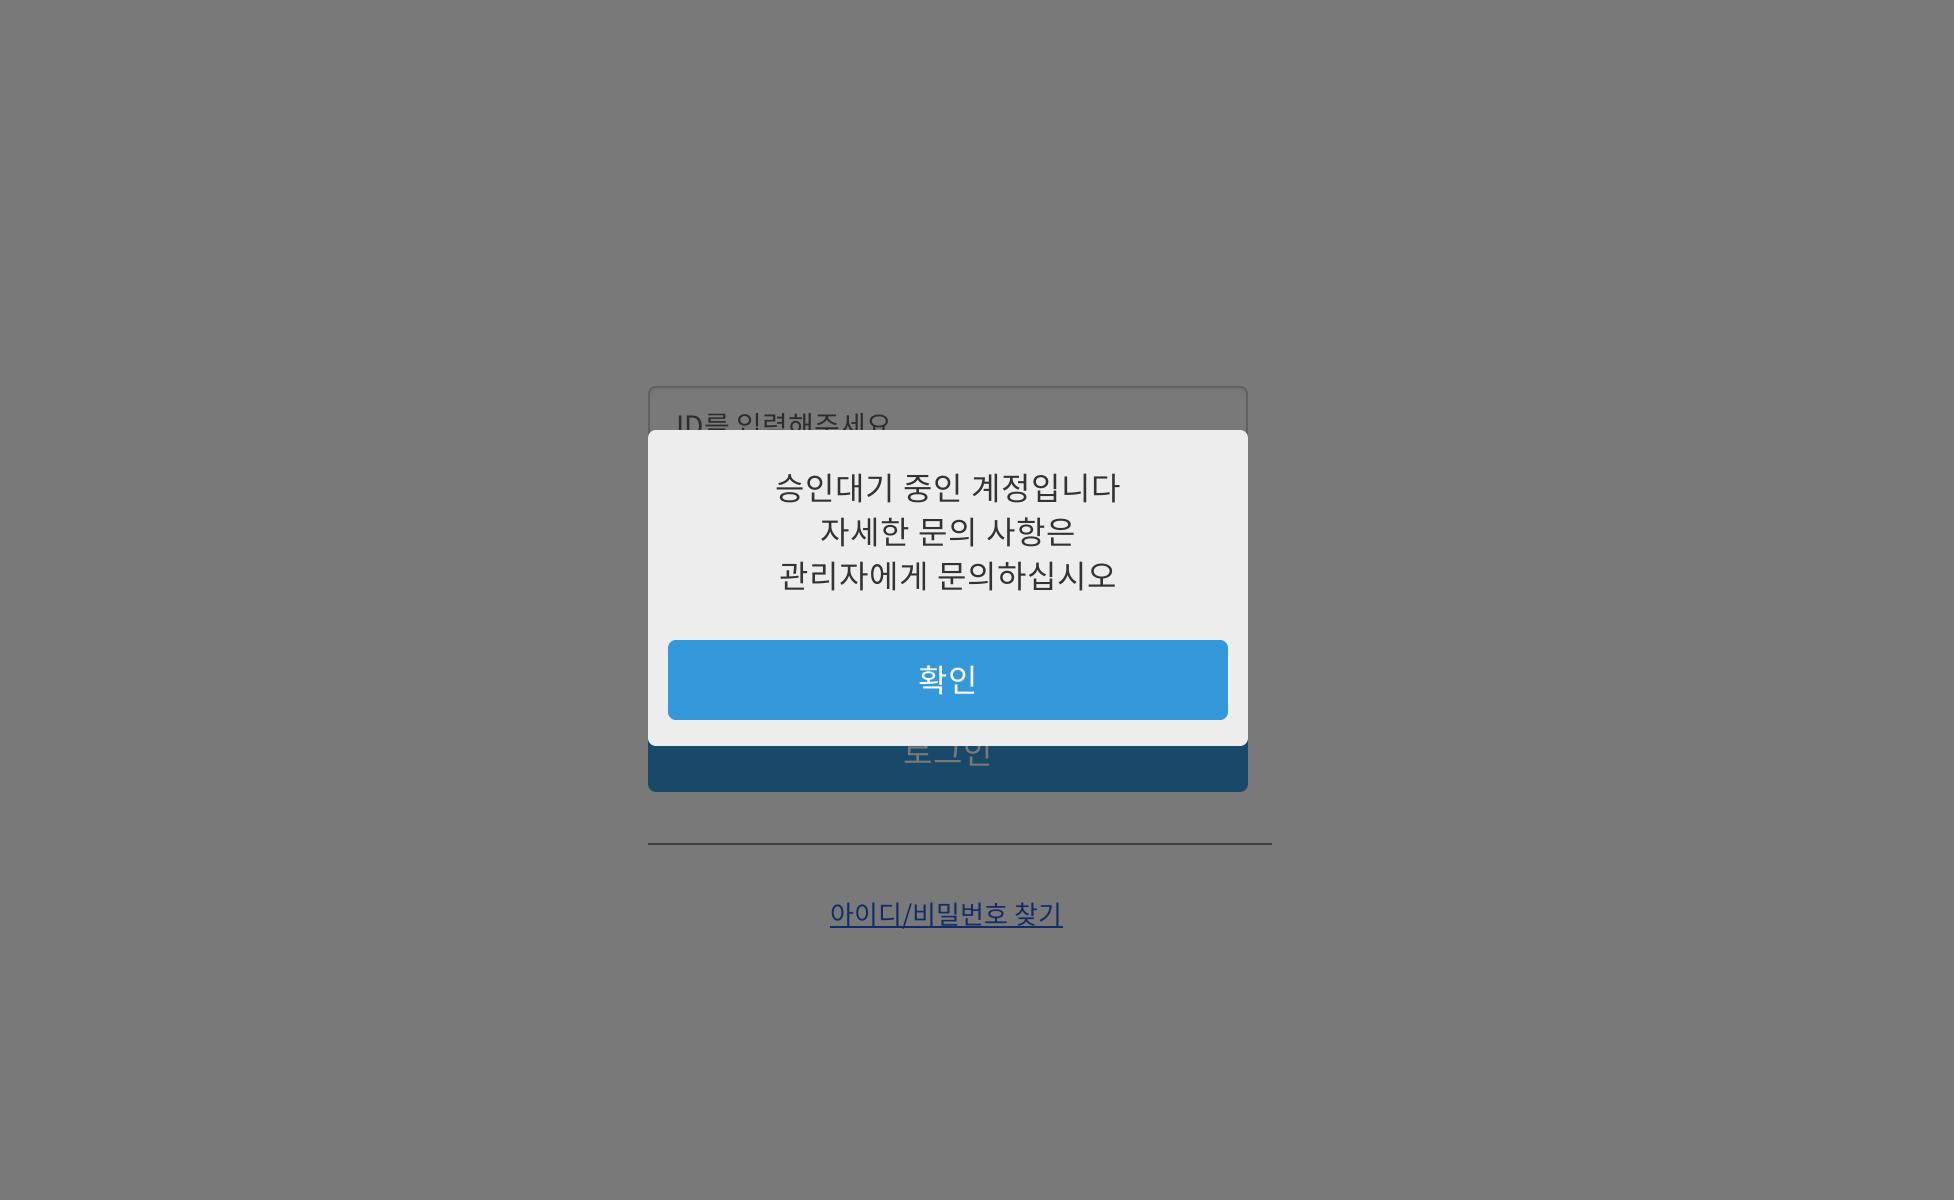 ID를 입력해주세요
승인대기 중인 계정입니다
자세한 문의 사항은
관리자에게 문의하십시오
확인
로그인
아이디/비밀번호 찾기